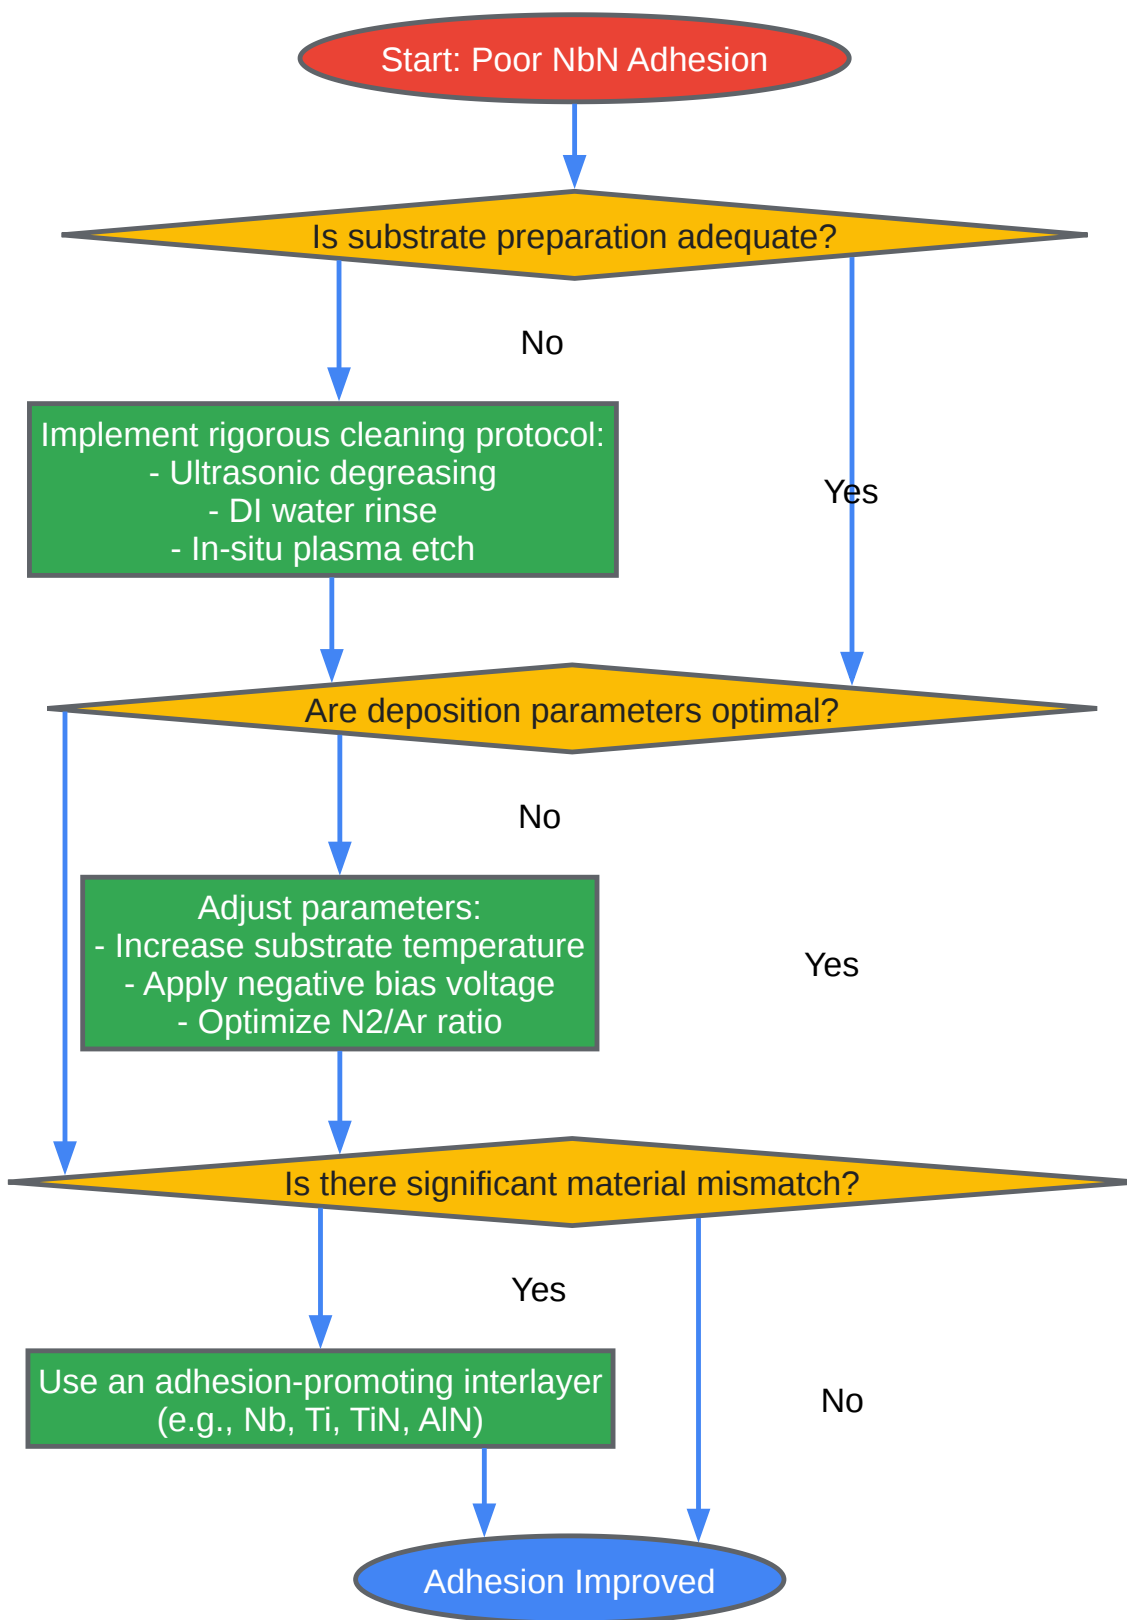 Start: Poor NbN Adhesion
Is substrate preparation adequate?
No
Implement rigorous cleaning protocol:
- Ultrasonic degreasing
- DI water rinse
- In-situ plasma etch
Yes
Are deposition parameters optimal?
No
Adjust parameters:
- Increase substrate temperature
- Apply negative bias voltage
- Optimize N2/Ar ratio
Yes
Is there significant material mismatch?
Yes
Use an adhesion-promoting interlayer
(e.g., Nb, Ti, TiN, AlN)
No
Adhesion Improved